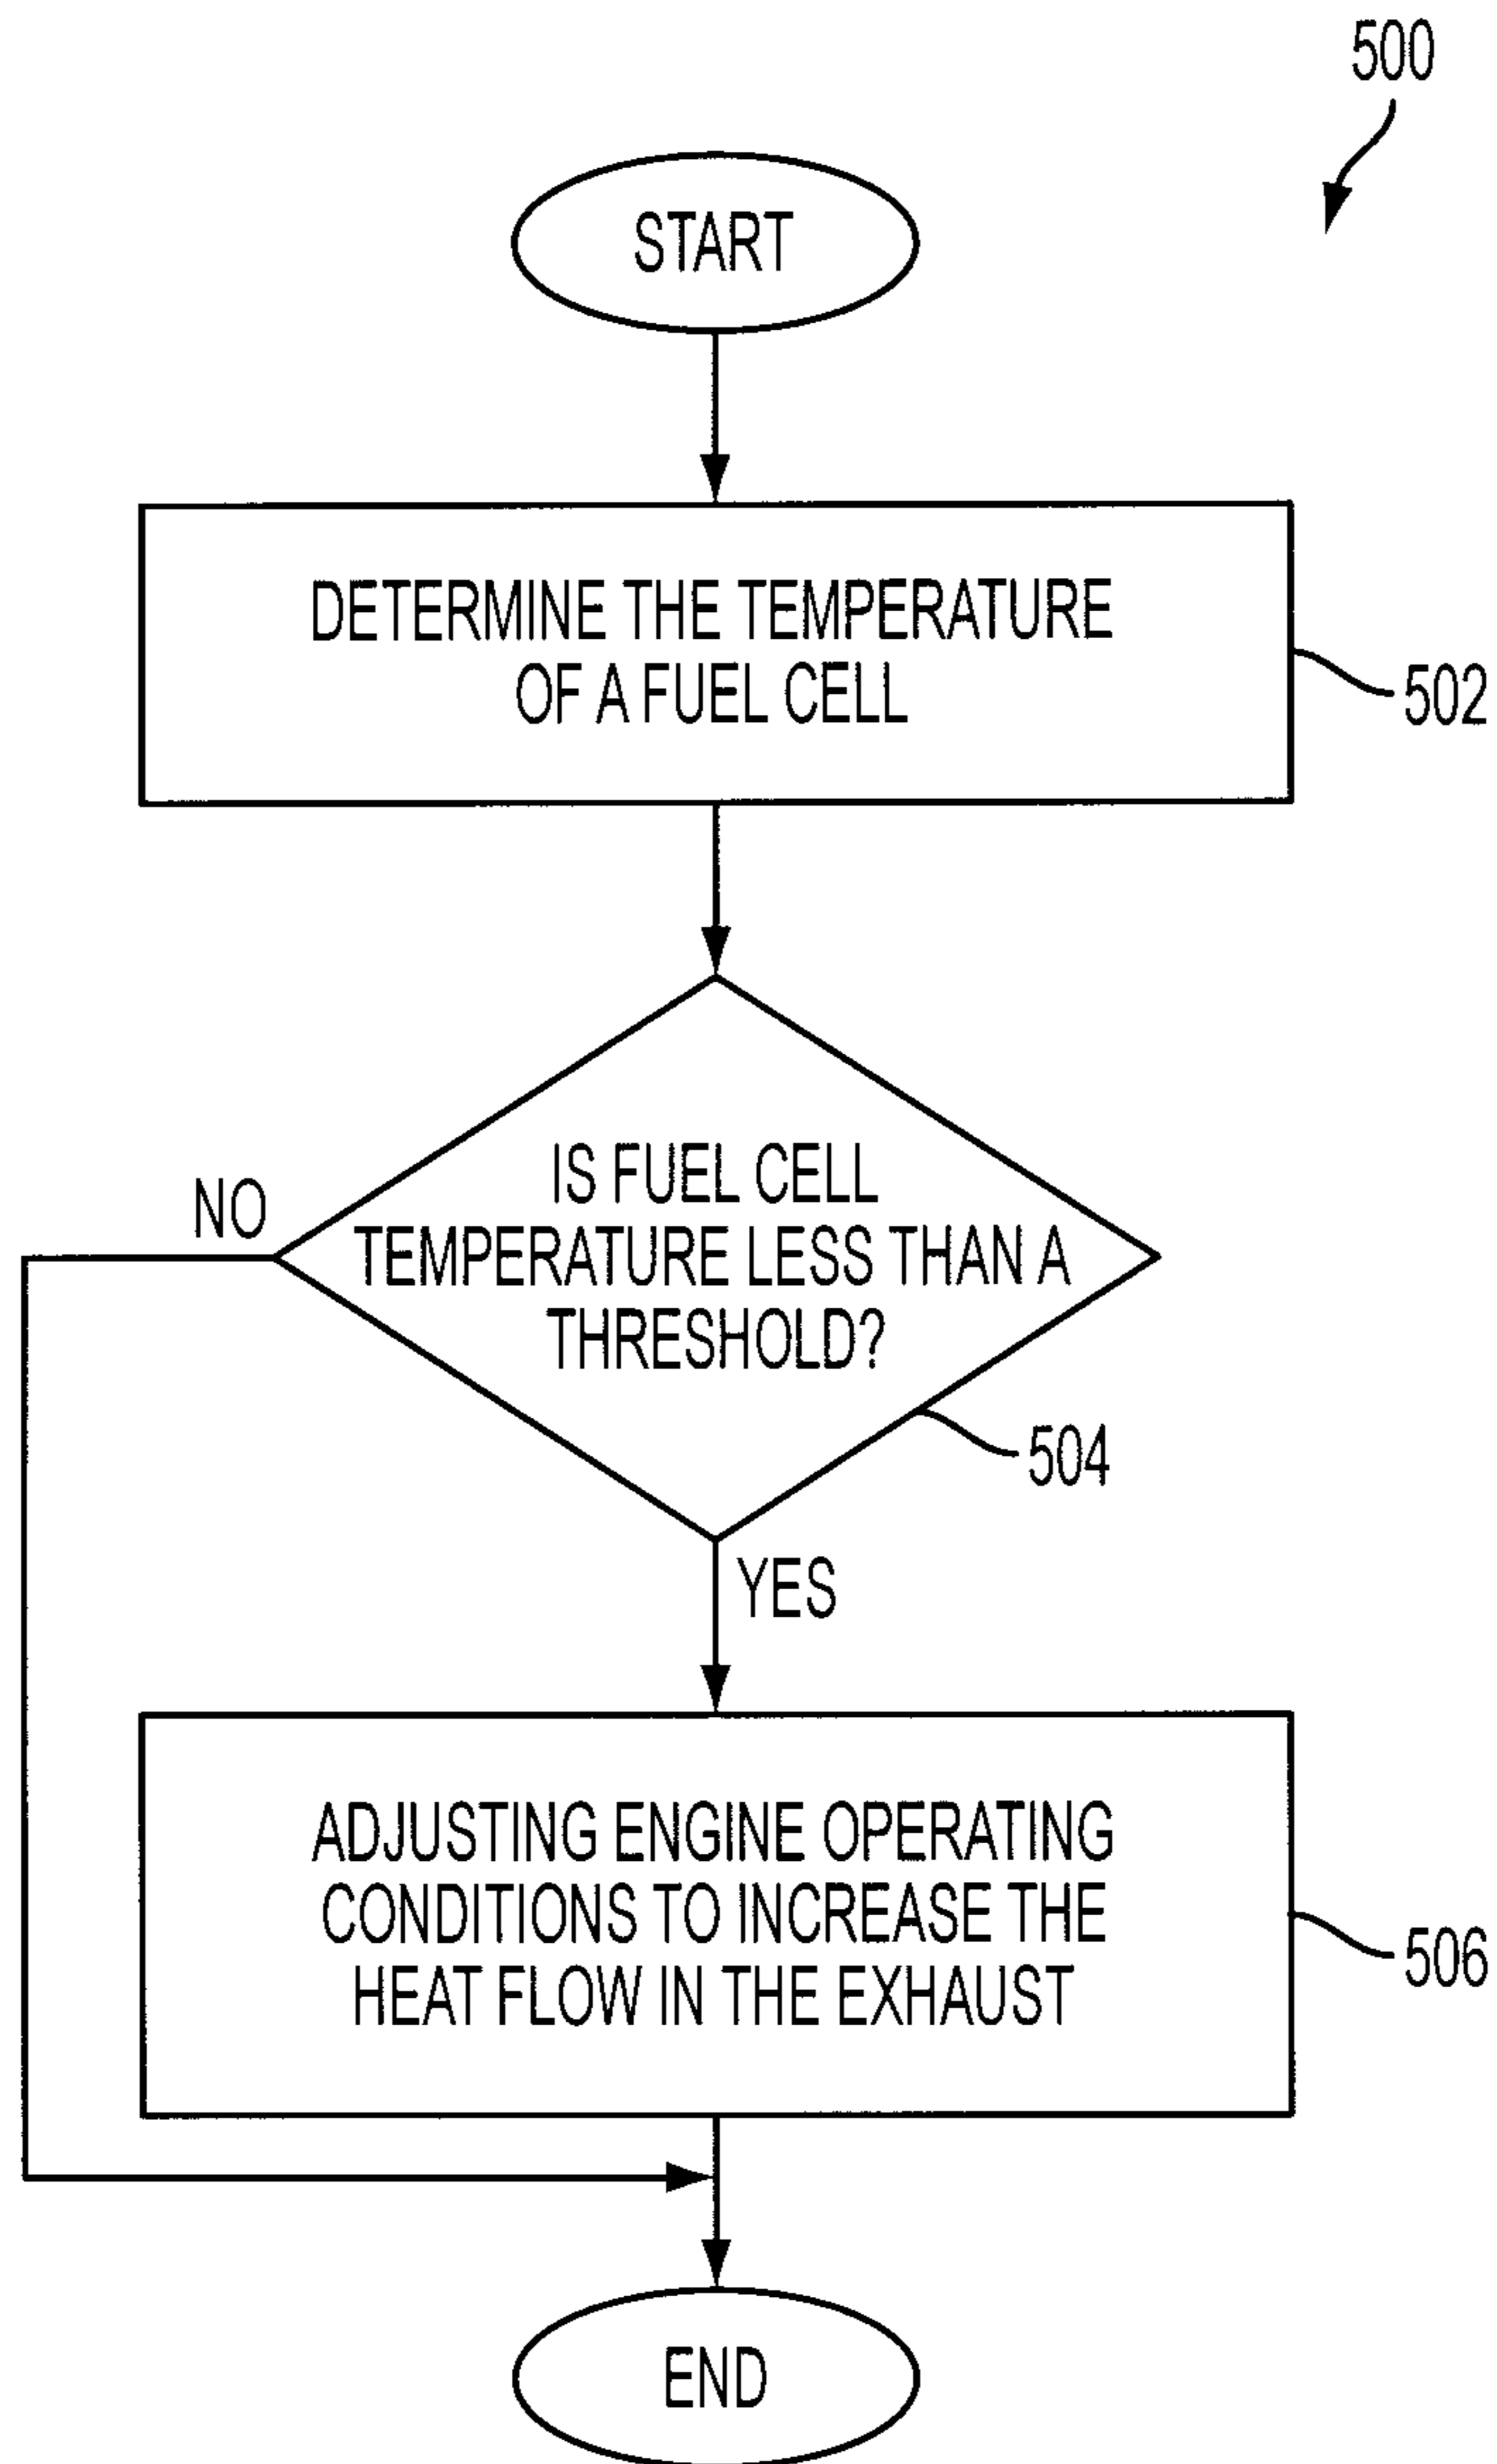 500
START
DETERMINE THE TEMPERATURE
OF A FUEL CELL
502
IS FUEL CELL
TEMPERATURE LESS THAN A
THRESHOLD?
NO
504
YES
ADJUSTING ENGINE OPERATING
CONDITIONS TO INCREASE THE
HEAT FLOW IN THE EXHAUST
506
END